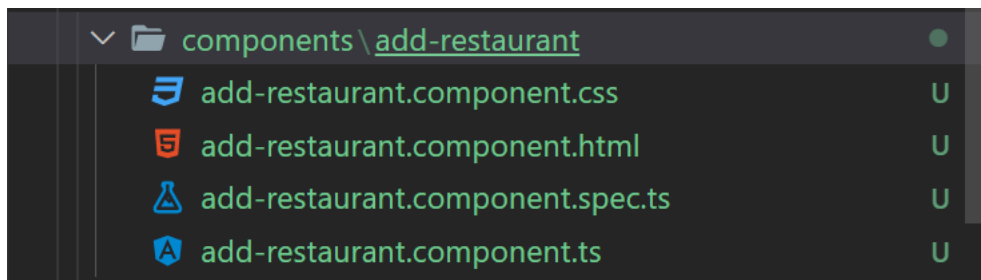 components\add-restaurant
add-restaurant.component.css U
add-restaurant.component.html U
add-restaurant.component.spec.ts U
add-restaurant.component.ts U